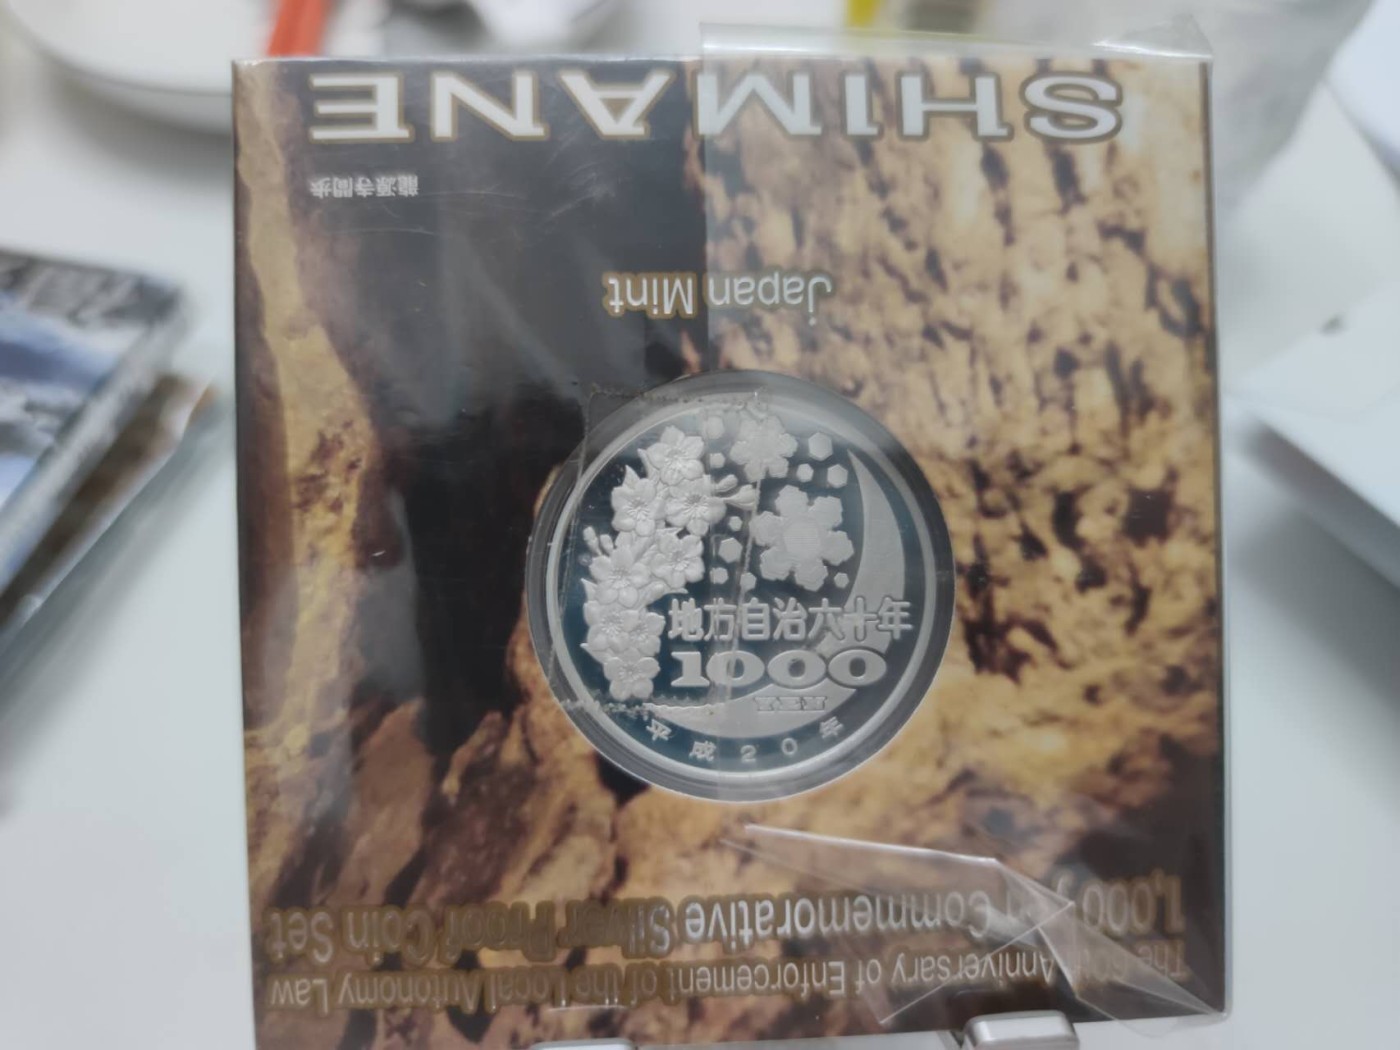 SHIMANE
龍源寺間歩
Japan Mint
地方自治六十年
1000
YEN
平成20年
1,000 Commemorative Silver Proof Coin Set
The 60th Anniversary of Enforcement of the Local Autonomy Law